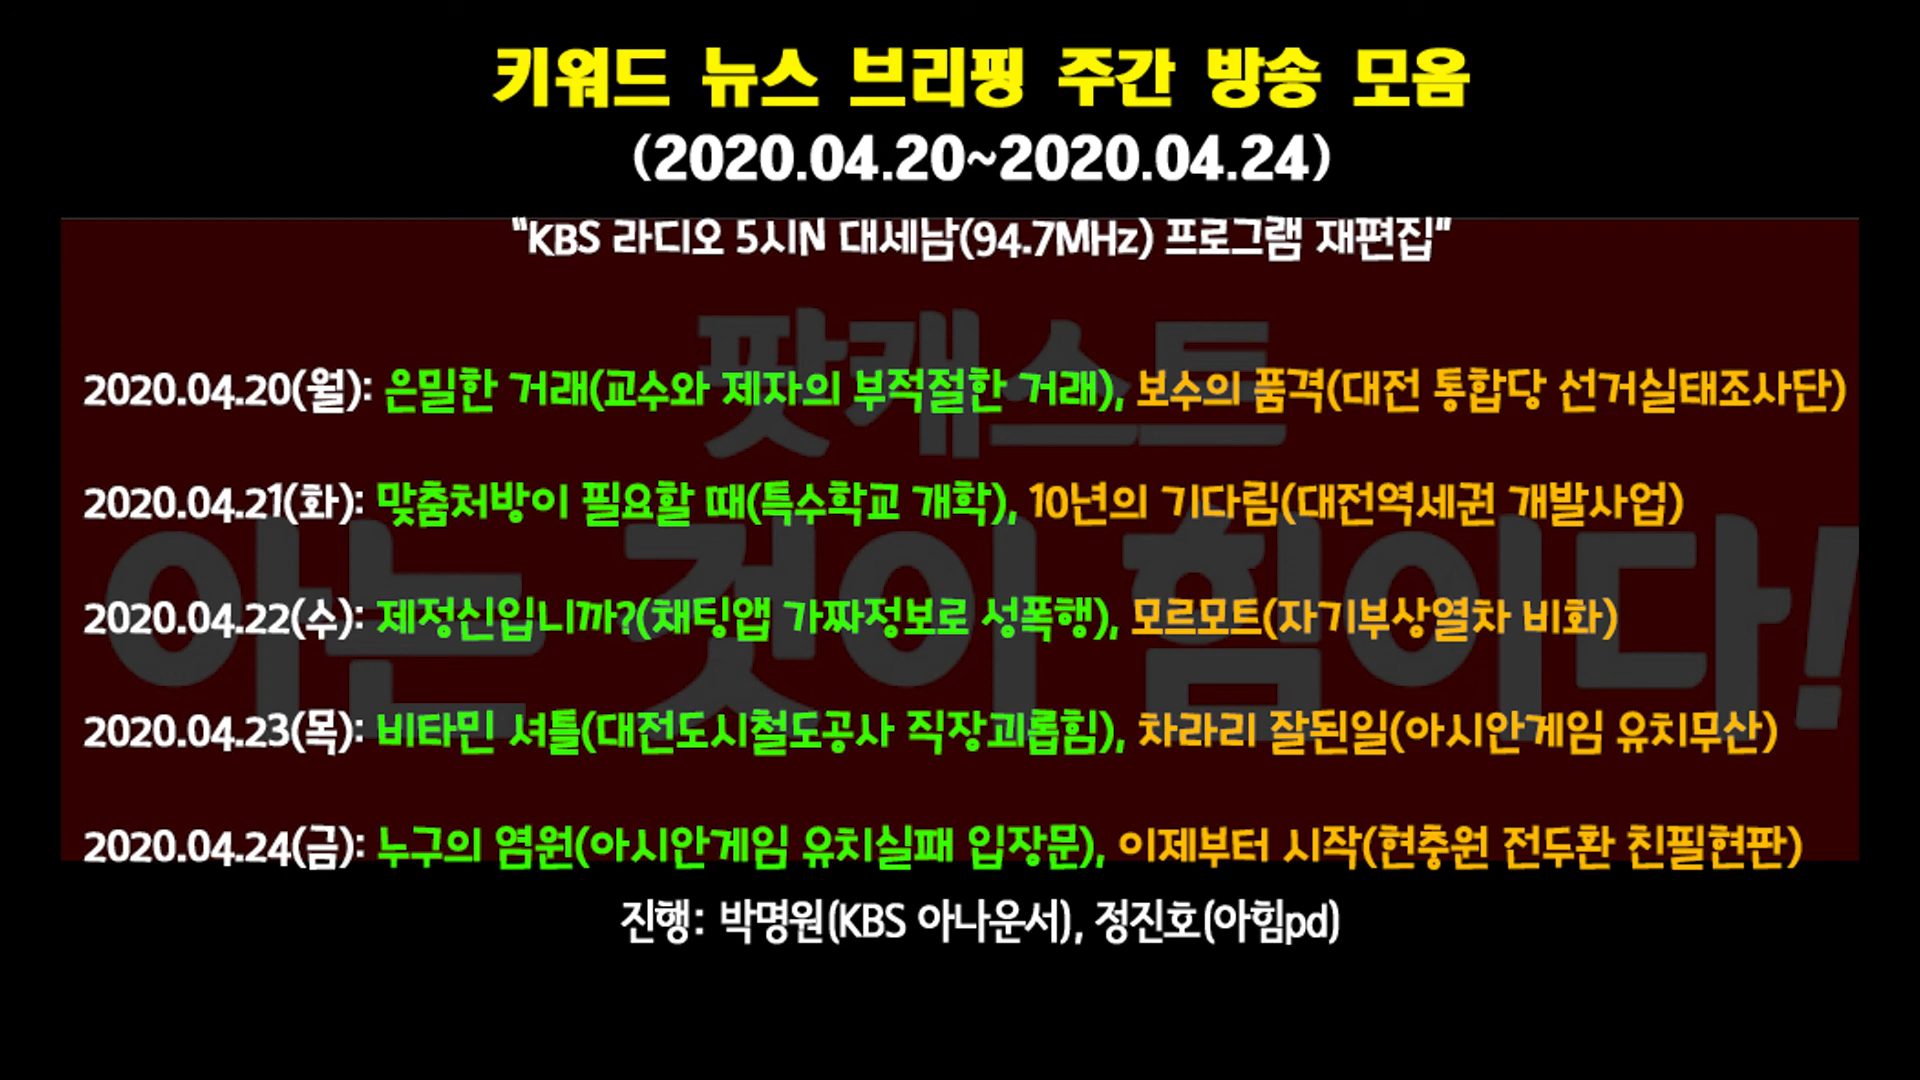 키워드 뉴스 브리핑 주간 방송 모음
(2020.04.20~2020.04.24)
"KBS 라디오 5시N 대세남(94.7MHz) 프로그램 재편집"
팟캐스트
2020.04.20(월): 은밀한 거래(교수와 제자의 부적절한 거래), 보수의 품격(대전 통합당 선거실태조사단)
2020.04.21(화): 맞춤처방이 필요할 때(특수학교 개학), 10년의 기다림(대전역세권 개발사업)
아는 것이 힘이다!
2020.04.22(수): 제정신입니까?(채팅앱 가짜정보로 성폭행), 모르모트(자기부상열차 비화)
2020.04.23(목): 비타민 셔틀(대전도시철도공사 직장괴롭힘), 차라리 잘된일(아시안게임 유치무산)
2020.04.24(금): 누구의 염원(아시안게임 유치실패 입장문), 이제부터 시작(현충원 전두환 친필현판)
진행: 박명원(KBS 아나운서), 정진호(아힘pd)